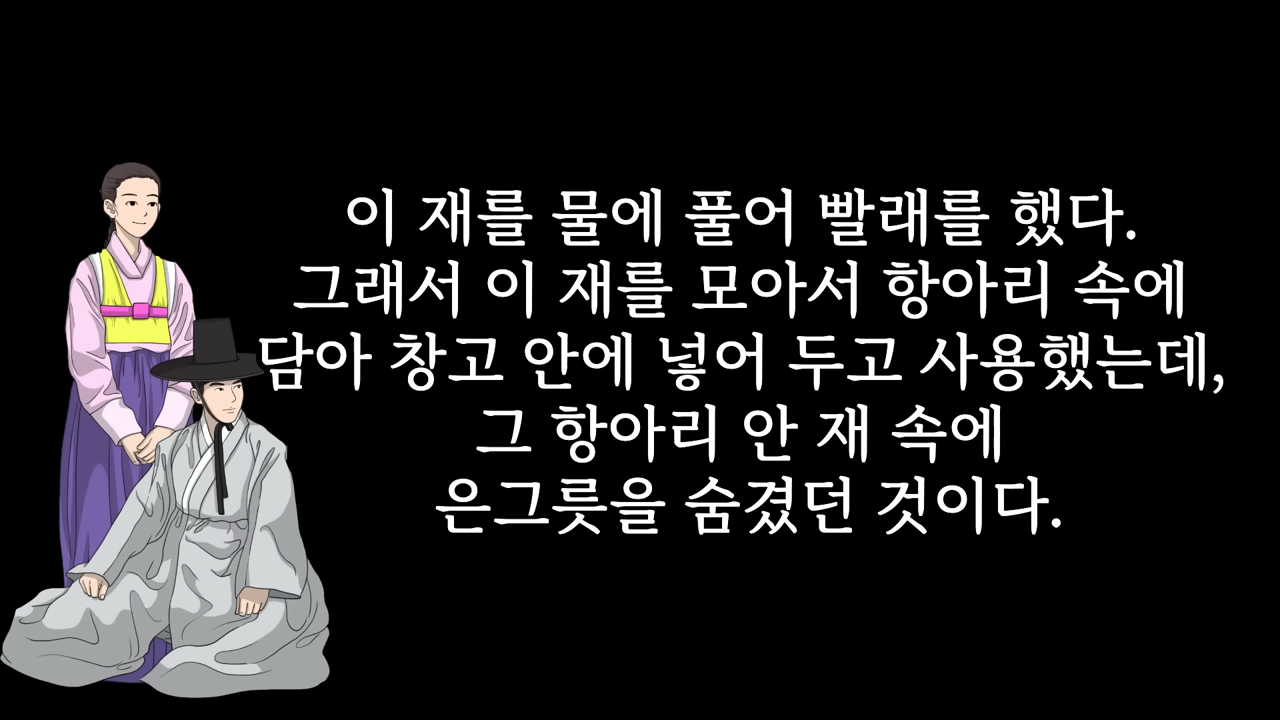 이 재를 물에 풀어 빨래를 했다.
그래서 이 재를 모아서 항아리 속에
담아 창고 안에 넣어 두고 사용했는데,
그 항아리 안 재 속에
은그릇을 숨겼던 것이다.